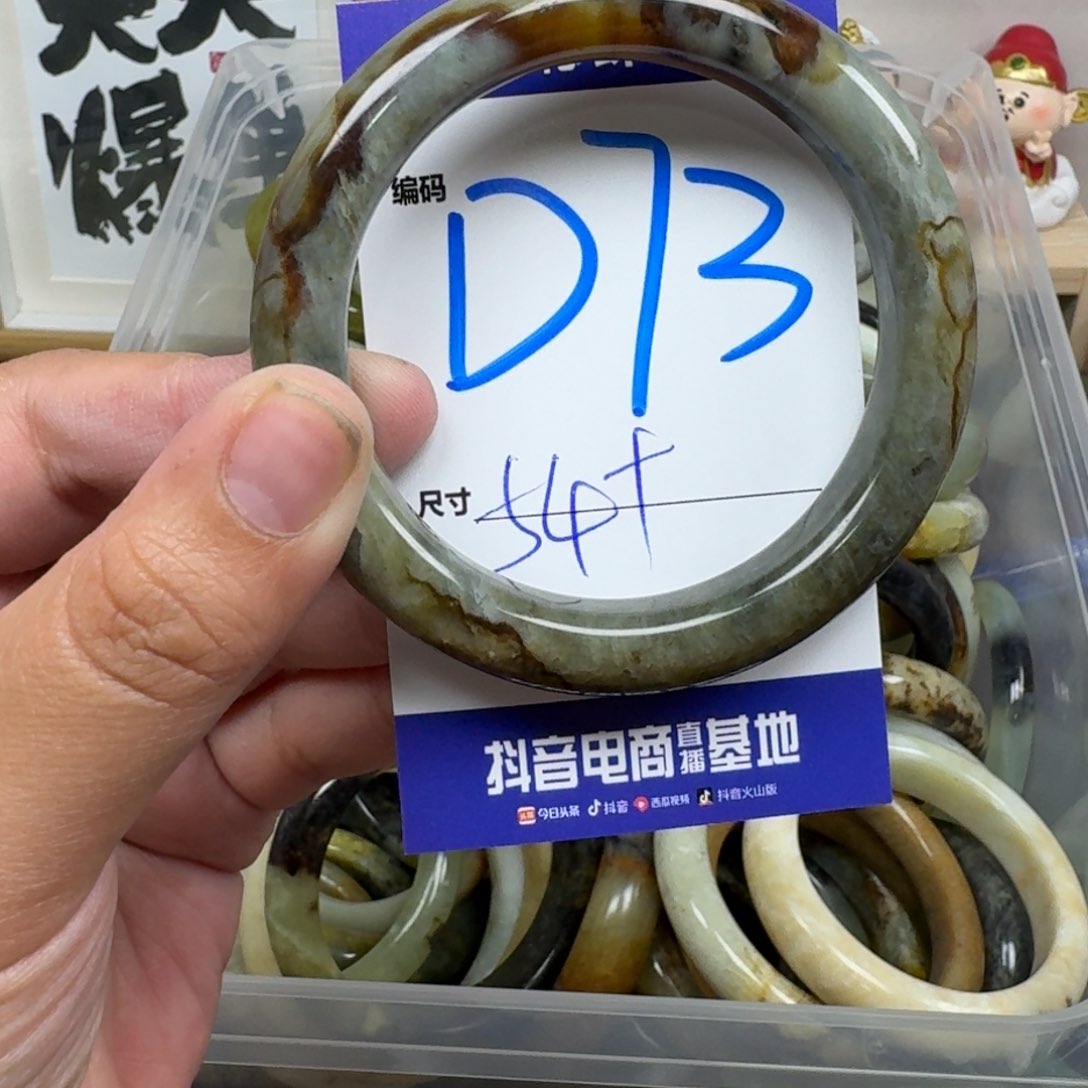 爆
编码 D73
尺寸 54+
抖音电商直播基地
今日头条 抖音 西瓜视频 抖音火山版